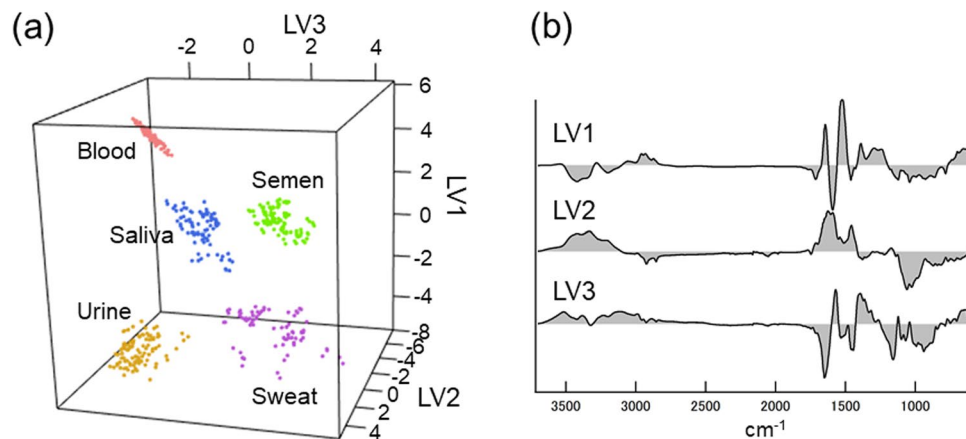 (a)
LV3
-2 0 2 4
6
4
2
0
-2
-4
-8
LV1
-6
-4
-2
0
2
4
LV2
Blood
Semen
Saliva
Urine
Sweat
(b)
LV1
LV2
LV3
3500 3000 2500 2000 1500 1000
cm-1